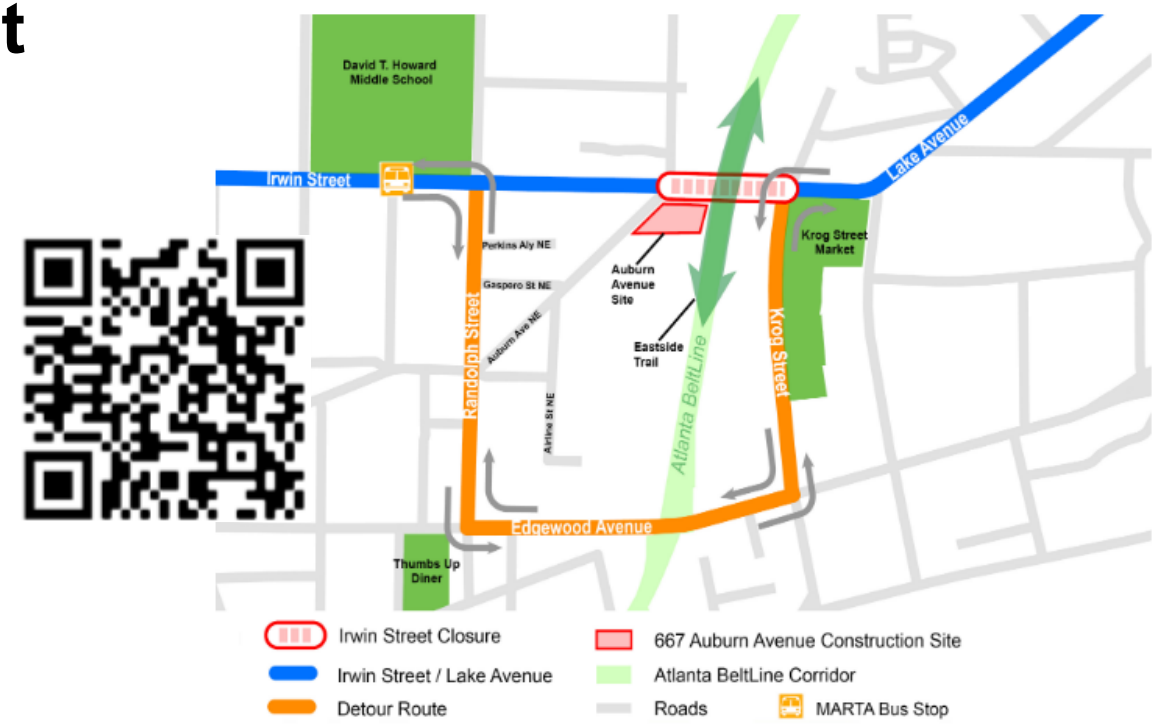 t
David T. Howard
Middle School
Irwin Street
Lake Avenue
Krog Street
Market
Perkins Aly NE
Gaspero St NE
Auburn Ave NE
Airline St NE
Auburn
Avenue
Site
Eastside
Trail
Randolph Street
Krog Street
Atlanta BeltLine
Edgewood Avenue
Thumbs Up
Diner
Irwin Street Closure
667 Auburn Avenue Construction Site
Irwin Street / Lake Avenue
Atlanta BeltLine Corridor
Detour Route
Roads
MARTA Bus Stop